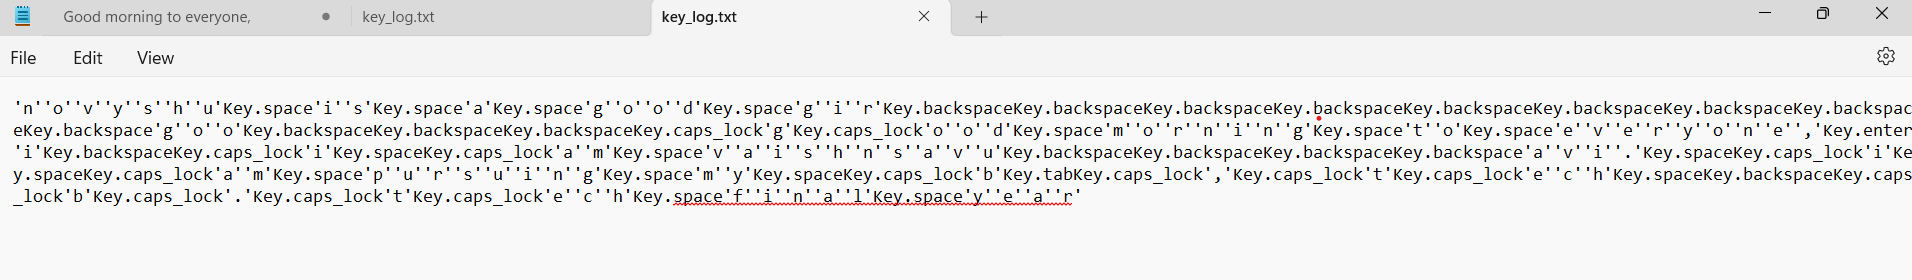 Good morning to everyone, key_log.txt key_log.txt
File Edit View
'n''o''v''y''s''h''u'Key.space'i''s'Key.space'a'Key.space'g''o''o''d'Key.space'g''i''r'Key.backspaceKey.backspaceKey.backspaceKey.backspaceKey.backspaceKey.backspaceKey.backspaceKey.backspac
eKey.backspace'g''o''o'Key.backspaceKey.backspaceKey.backspaceKey.caps_lock'g'Key.caps_lock'o''o''d'Key.space'm''o''r''n''i''n''g'Key.space't''o'Key.space'e''v''e''r''y''o''n''e'','Key.enter
'i'Key.backspaceKey.caps_lock'i'Key.spaceKey.caps_lock'a''m'Key.space'v''a''i''s''h''n''s''a''v''u'Key.backspaceKey.backspaceKey.backspaceKey.backspace'a''v''i''.'Key.spaceKey.caps_lock'i'Ke
y.spaceKey.caps_lock'a''m'Key.space'p''u''r''s''u''i''n''g'Key.space'm''y'Key.spaceKey.caps_lock'b'Key.tabKey.caps_lock','Key.caps_lock't'Key.caps_lock'e''c''h'Key.spaceKey.backspaceKey.caps
_lock'b'Key.caps_lock'.'Key.caps_lock't'Key.caps_lock'e''c''h'Key.space'f''i''n''a''l'Key.space'y''e''a''r'